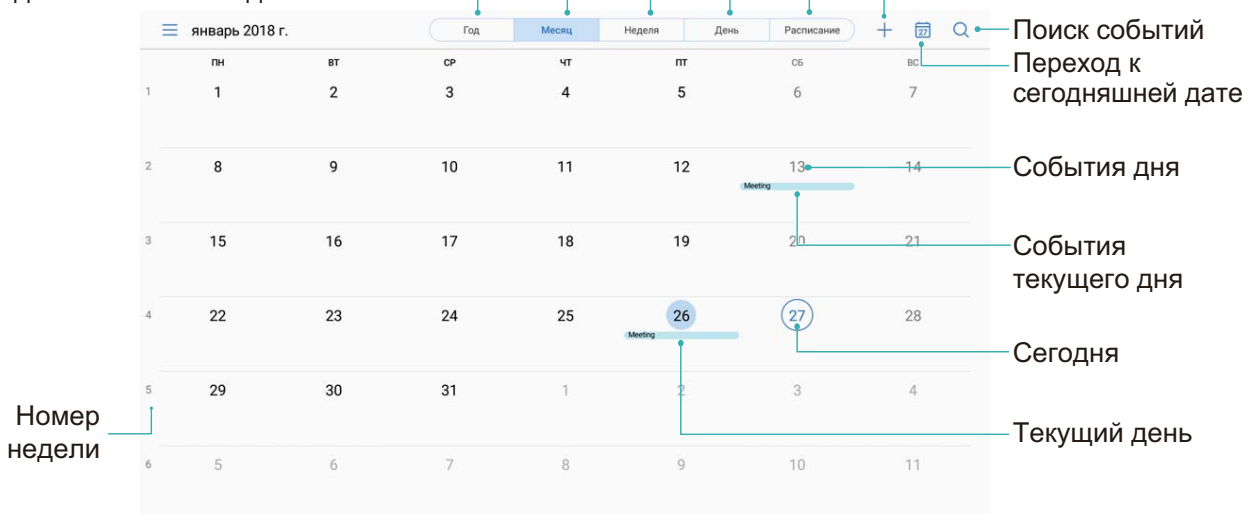 январь 2018 г.
Год Месяц Неделя День Расписание
27
Поиск событий
Переход к
сегодняшней дате
ПН ВТ СР ЧТ ПТ СБ ВС
1 1 2 3 4 5 6 7
2 8 9 10 11 12 13 14
События дня
Meeting
3 15 16 17 18 19 20 21
События
текущего дня
4 22 23 24 25 26 27 28
Meeting
Сегодня
5 29 30 31 1 2 3 4
Номер
недели
Текущий день
6 5 6 7 8 9 10 11